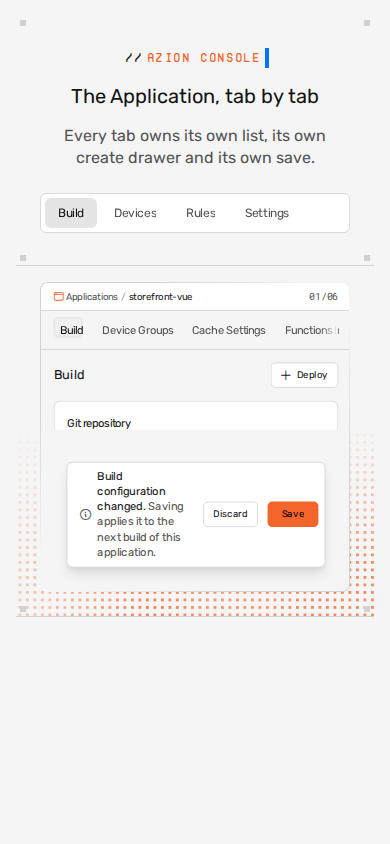 // AZION CONSOLE
The Application, tab by tab
Every tab owns its own list, its own
create drawer and its own save.
Build Devices Rules Settings
Applications / storefront-vue 01/06
Build Device Groups Cache Settings Functions
Build + Deploy
Git repository
Build
configuration
changed. Saving
applies it to the
next build of this
application.
Discard Save